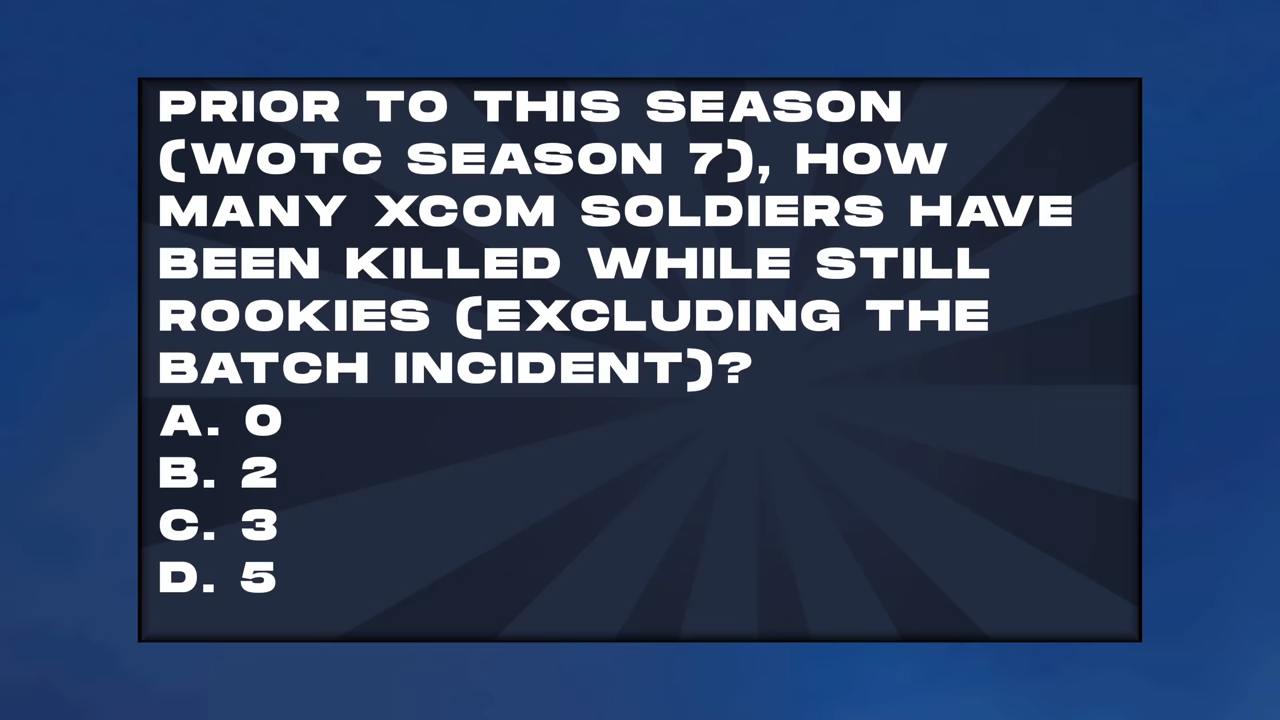 PRIOR TO THIS SEASON
(WOTC SEASON 7), HOW
MANY XCOM SOLDIERS HAVE
BEEN KILLED WHILE STILL
ROOKIES (EXCLUDING THE
BATCH INCIDENT)?
A. 0
B. 2
C. 3
D. 5